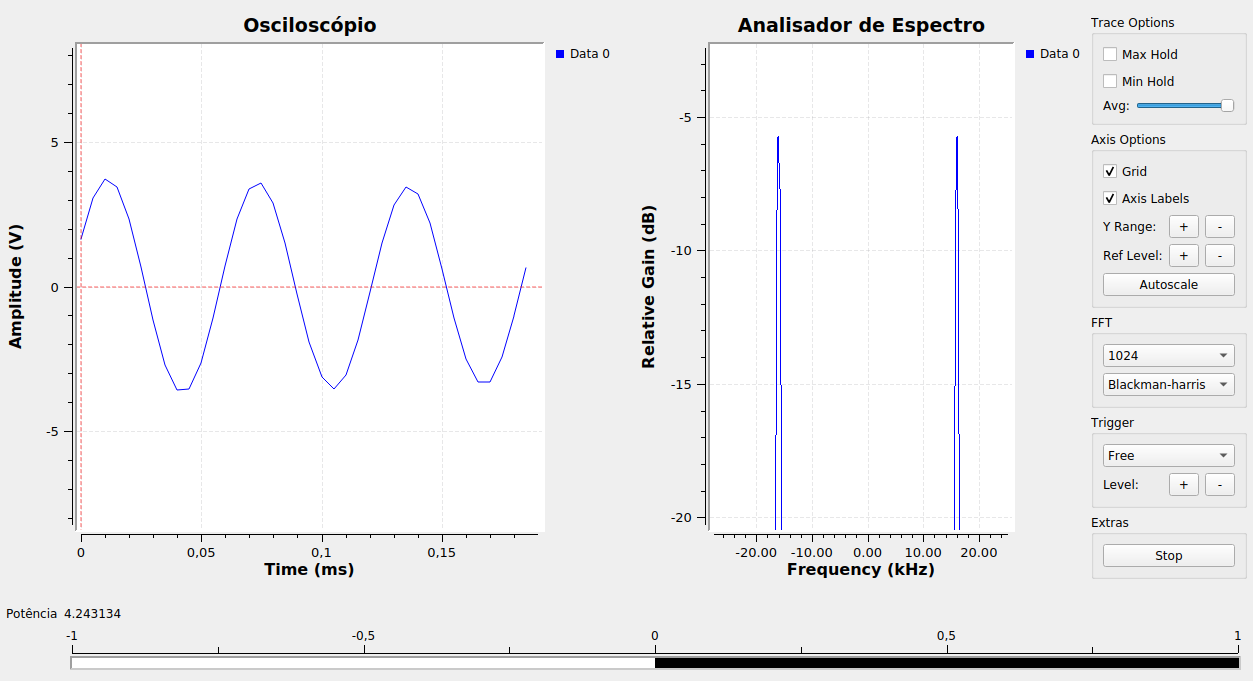 Osciloscópio
Data 0
5
0
-5
Amplitude (V)
0
0,05
0,1
0,15
Time (ms)
Analisador de Espectro
Data 0
-5
-10
-15
-20
Relative Gain (dB)
-20.00
-10.00
0.00
10.00
20.00
Frequency (kHz)
Trace Options
Max Hold
Min Hold
Avg:
Axis Options
Grid
Axis Labels
Y Range: + -
Ref Level: + -
Autoscale
FFT
1024
Blackman-harris
Trigger
Free
Level: + -
Extras
Stop
Potência 4.243134
-1
-0,5
0
0,5
1